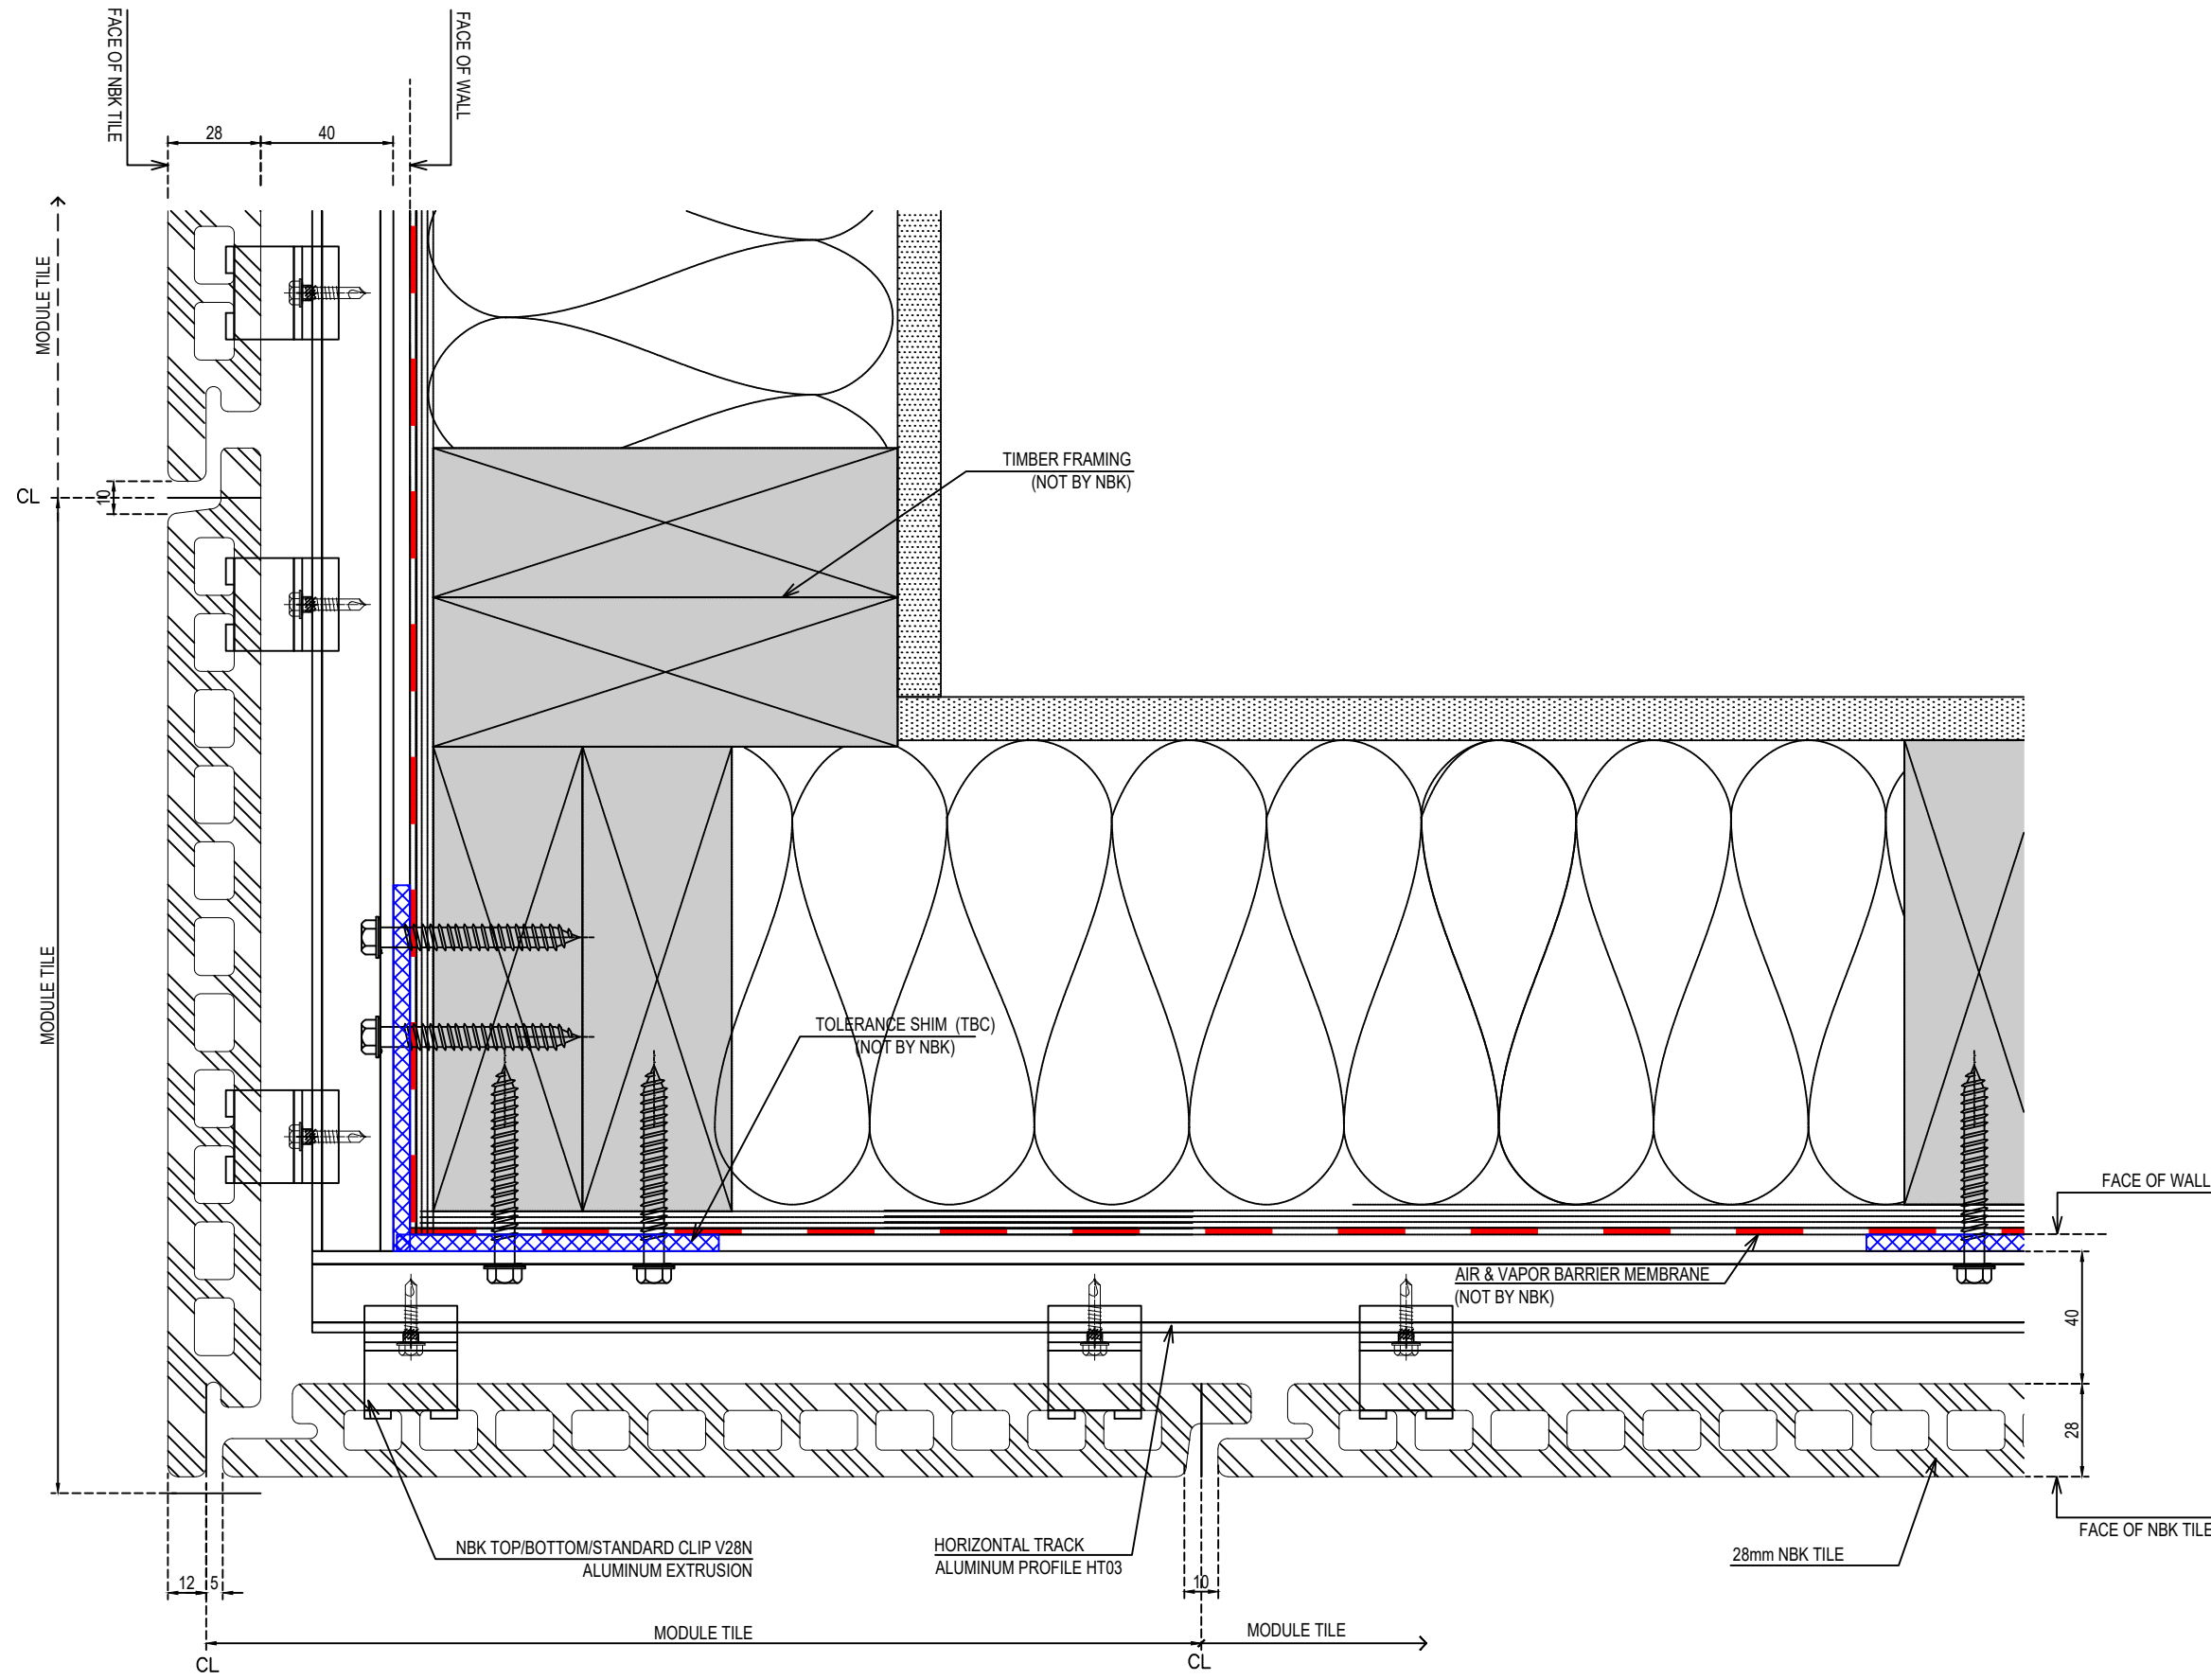 FACE OF NBK TILE
FACE OF WALL
28
40
MODULE TILE
TIMBER FRAMING
(NOT BY NBK)
CL
10
MODULE TILE
TOLERANCE SHIM (TBC)
(NOT BY NBK)
FACE OF WALL
AIR & VAPOR BARRIER MEMBRANE
(NOT BY NBK)
40
28
FACE OF NBK TILE
NBK TOP/BOTTOM/STANDARD CLIP V28N
ALUMINUM EXTRUSION
HORIZONTAL TRACK
ALUMINUM PROFILE HT03
28mm NBK TILE
12
5
10
MODULE TILE
MODULE TILE
CL
CL